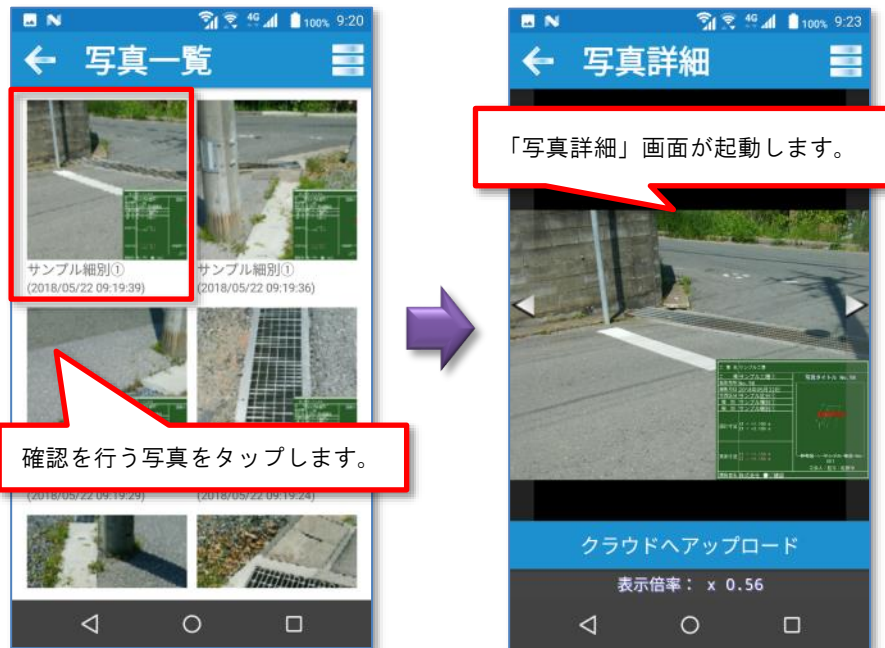 4G 100% 9:20
写真一覧
サンプル細別①
(2018/05/22 09:19:39)
サンプル細別①
(2018/05/22 09:19:36)
確認を行う写真をタップします。
(2018/05/22 09:19:29)
(2018/05/22 09:19:24)
4G 100% 9:23
写真詳細
「写真詳細」画面が起動します。
クラウドへアップロード
表示倍率： x 0.56